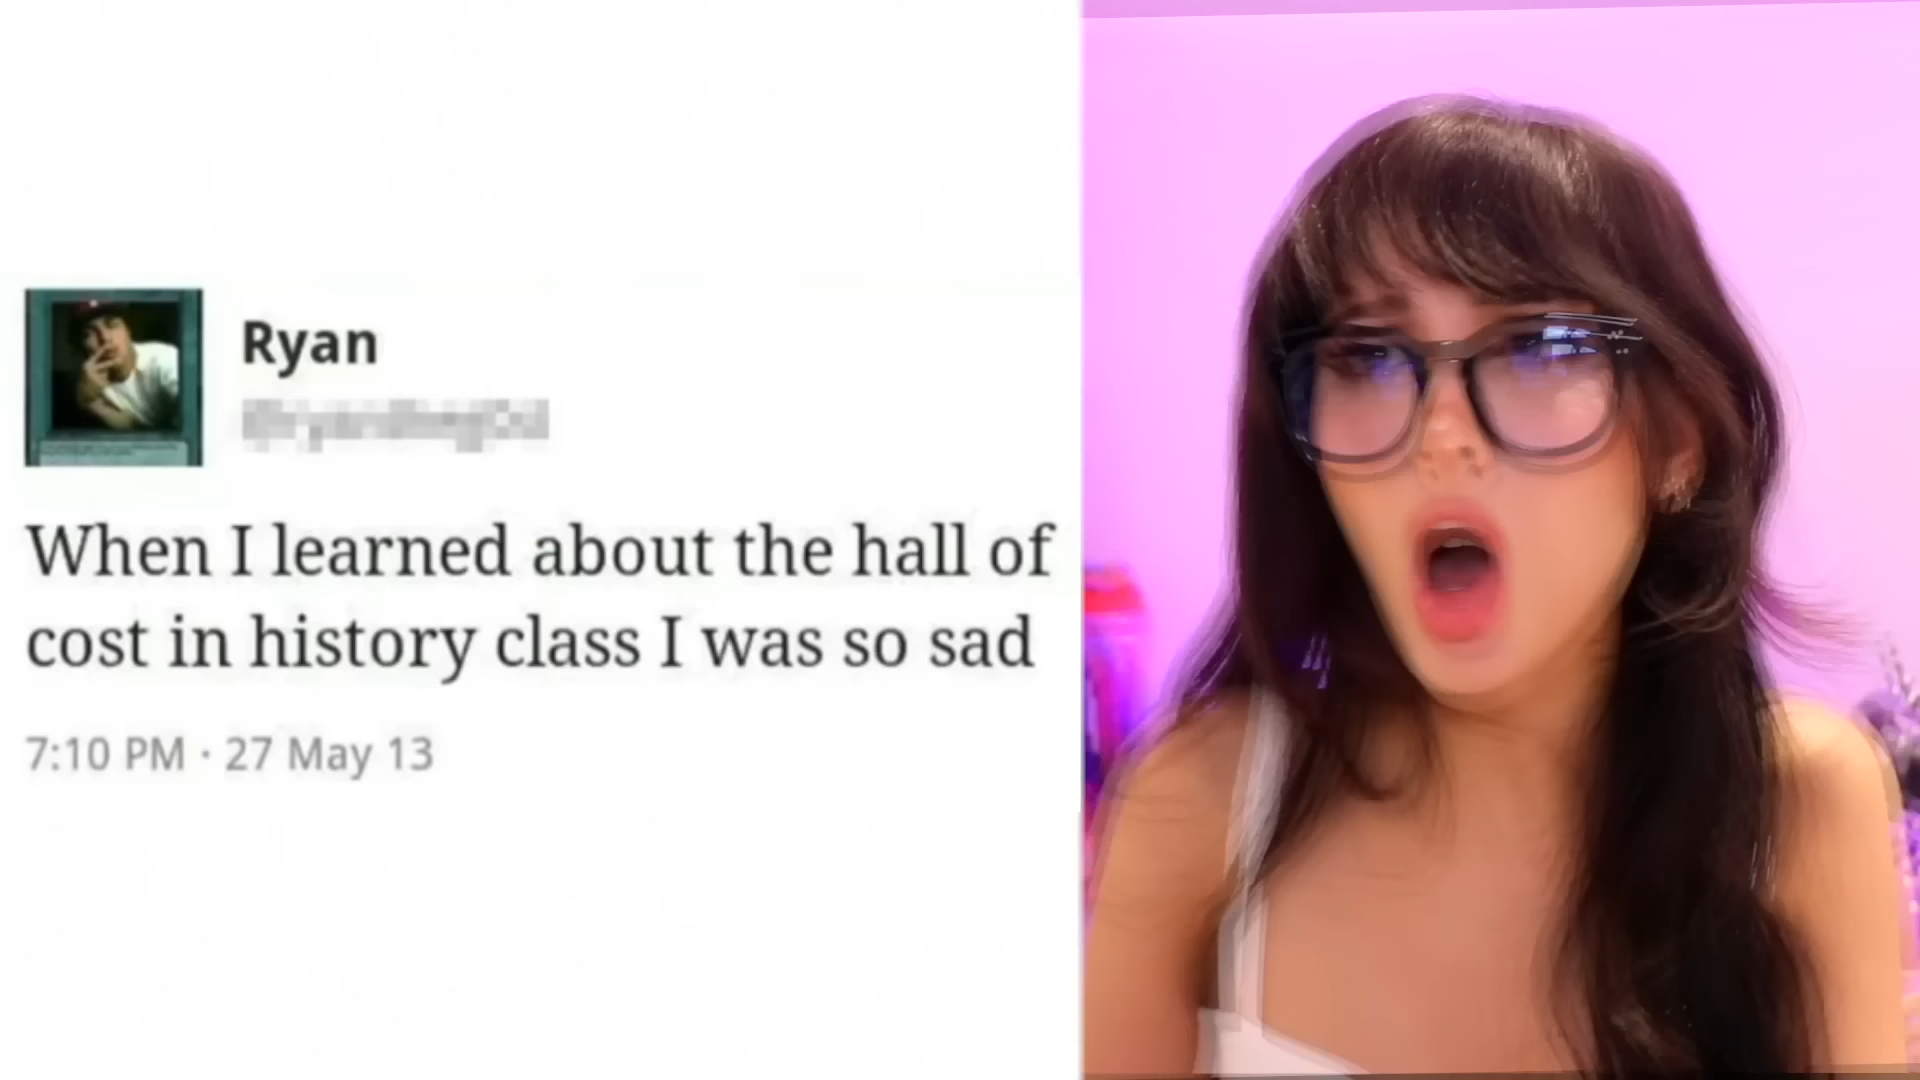 Ryan
When I learned about the hall of
cost in history class I was so sad
7:10 PM · 27 May 13